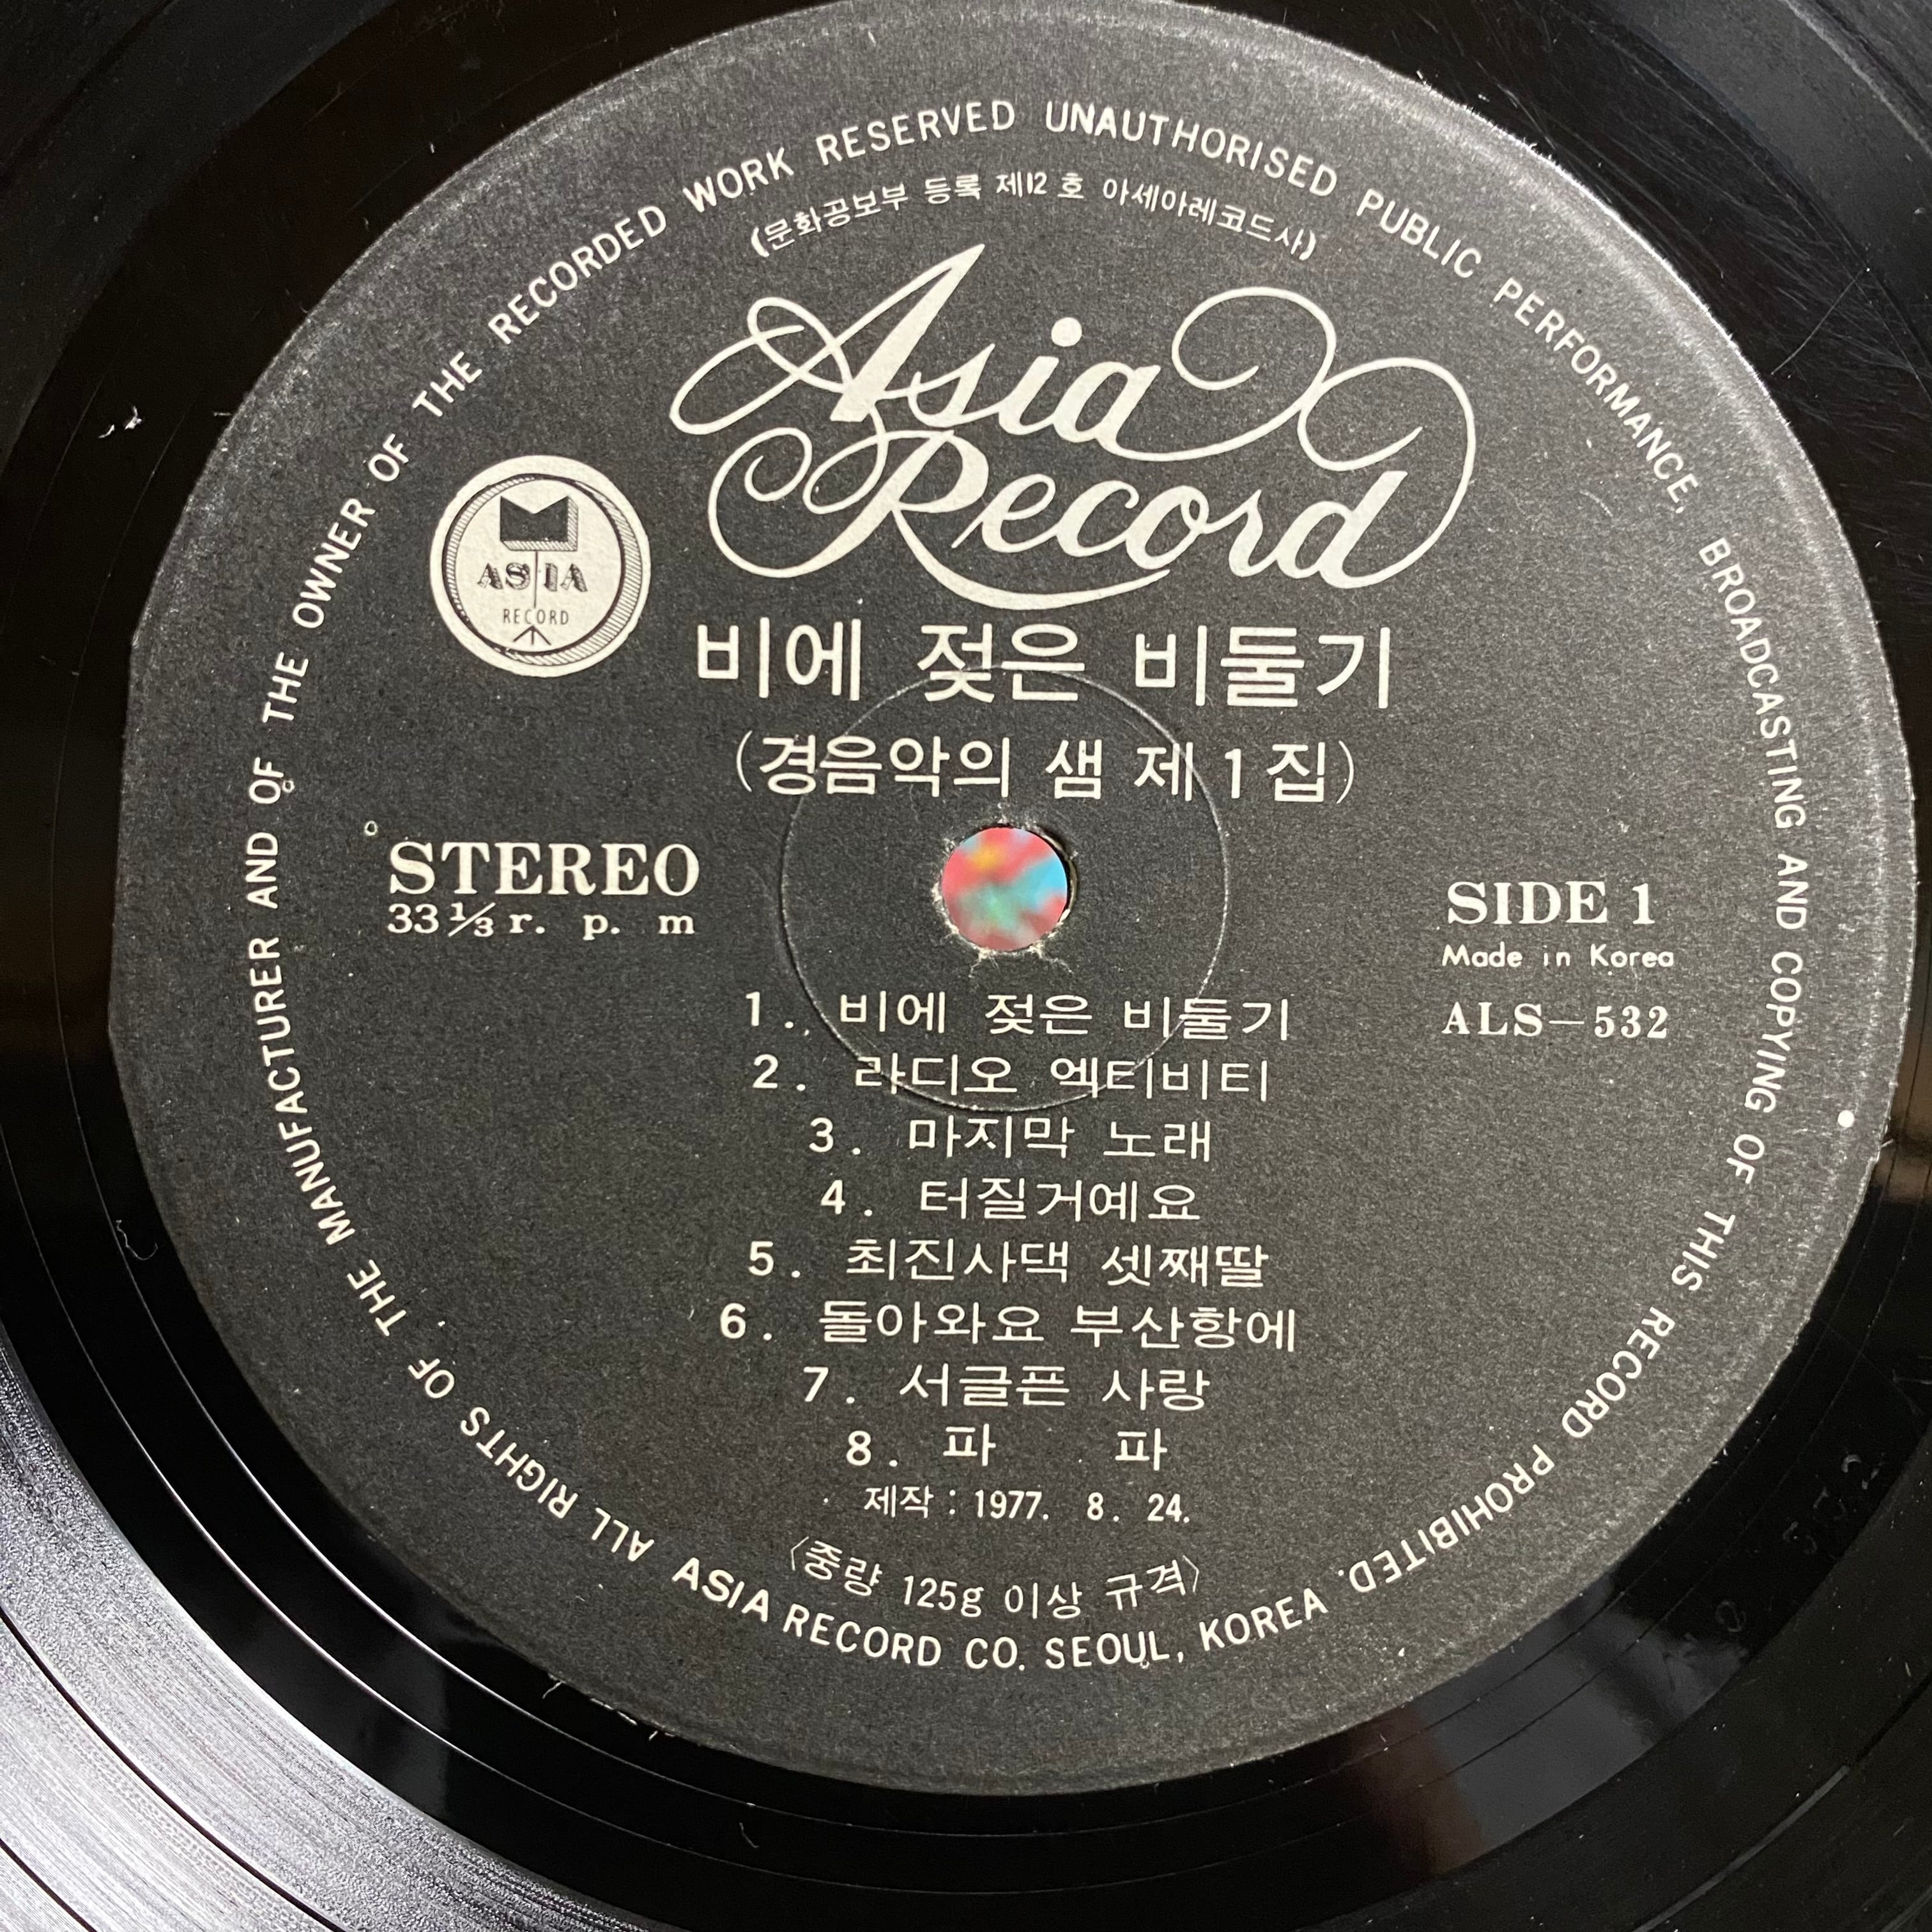 ALL RIGHTS OF THE MANUFACTURER AND OF THE OWNER OF THE RECORDED WORK RESERVED UNAUTHORISED PUBLIC PERFORMANCE, BROADCASTING AND COPYING OF THIS RECORD PROHIBITED.
(문화공보부 등록 제12 호 아세아레코드사)
Asia
Record
ASIA
RECORD
비에 젖은 비둘기
(경음악의 샘 제1집)
STEREO
33⅓ r. p. m
SIDE 1
Made in Korea
ALS-532
1. 비에 젖은 비둘기
2. 라디오 엑티비티
3. 마지막 노래
4. 터질거예요
5. 최진사댁 셋째딸
6. 돌아와요 부산항에
7. 서글픈 사랑
8. 파 파
제작 : 1977. 8. 24.
〈중량 125g 이상 규격〉
ASIA RECORD CO. SEOUL, KOREA